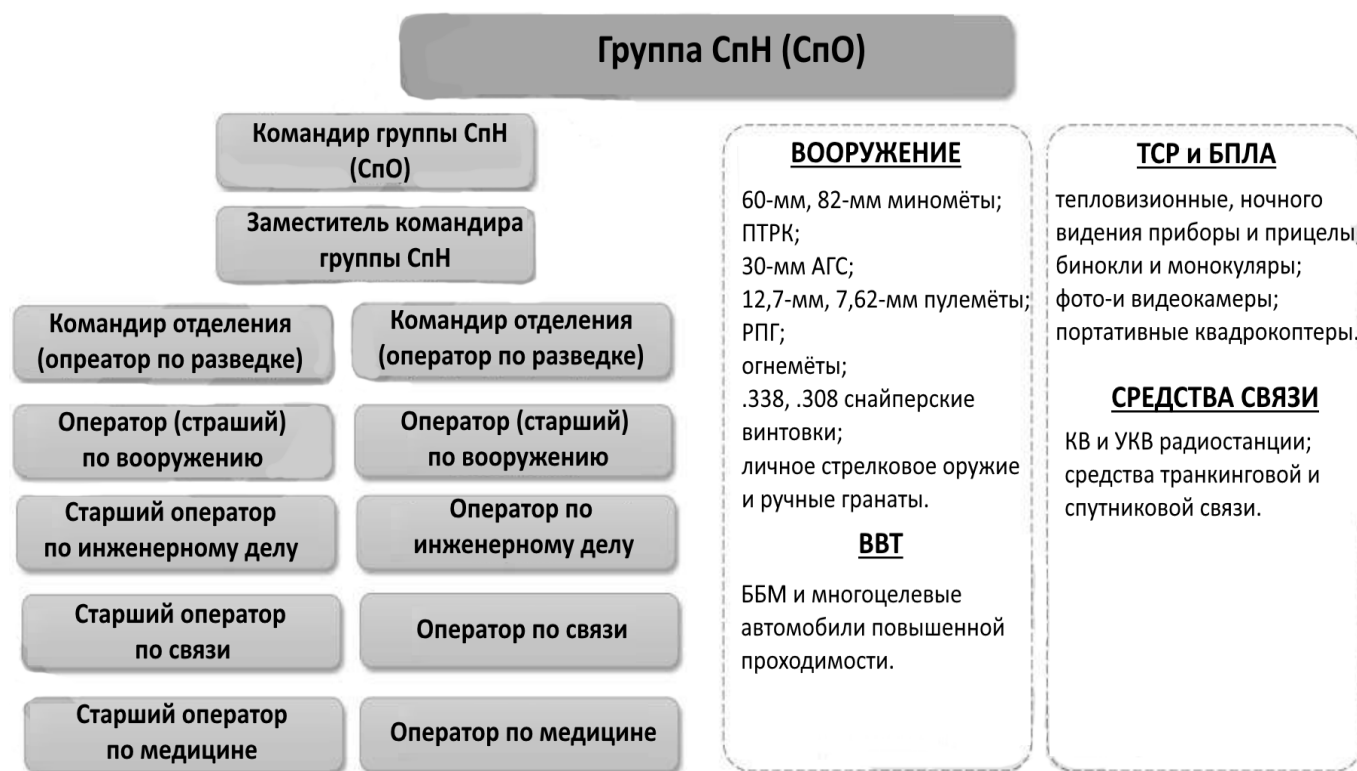 Группа СпН (СпО)
Командир группы СпН
(СпО)
Заместитель командира
группы СпН
Командир отделения
(опреатор по разведке)
Командир отделения
(оператор по разведке)
Оператор (страший)
по вооружению
Оператор (старший)
по вооружению
Старший оператор
по инженерному делу
Оператор по
инженерному делу
Старший оператор
по связи
Оператор по связи
Старший оператор
по медицине
Оператор по медицине
ВООРУЖЕНИЕ
60-мм, 82-мм миномёты;
ПТРК;
30-мм АГС;
12,7-мм, 7,62-мм пулемёты;
РПГ;
огнемёты;
.338, .308 снайперские
винтовки;
личное стрелковое оружие
и ручные гранаты.
ВВТ
ББМ и многоцелевые
автомобили повышенной
проходимости.
ТСР и БПЛА
тепловизионные, ночного
видения приборы и прицелы;
бинокли и монокуляры;
фото-и видеокамеры;
портативные квадрокоптеры.
СРЕДСТВА СВЯЗИ
КВ и УКВ радиостанции;
средства транкинговой и
спутниковой связи.